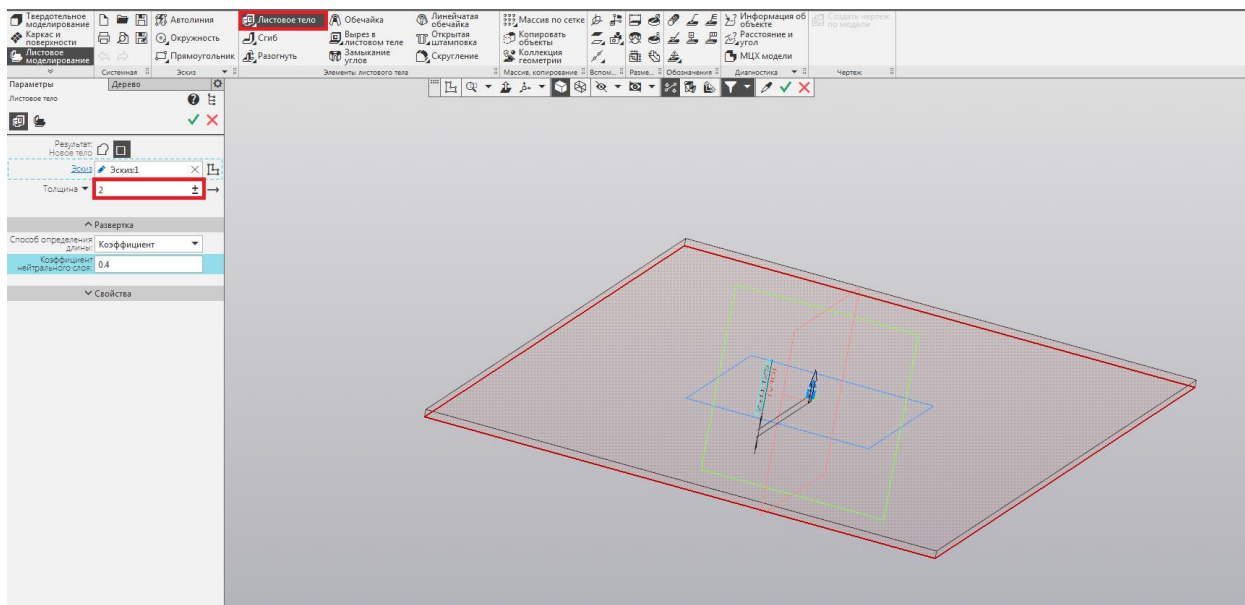 Твердотельное моделирование
Автолиния
Листовое тело
Обечайка
Линейчатая обечайка
Массив по сетке
Информация об объекте
Создать чертеж по модели
Каркас и поверхности
Окружность
Сгиб
Вырез в листовом теле
Открытая штамповка
Копировать объекты
Расстояние и угол
Листовое моделирование
Прямоугольник
Разогнуть
Замыкание углов
Скругление
Коллекция геометрии
МЦХ модели
Системная
Эскиз
Элементы листового тела
Массив, копирование
Вспом...
Разме...
Обозначения
Диагностика
Чертеж
Параметры
Дерево
Листовое тело
Результат:
Новое тело
Эскиз
Эскиз:1
Толщина
2
Развертка
Способ определения длины:
Коэффициент
Коэффициент нейтрального слоя:
0.4
Свойства